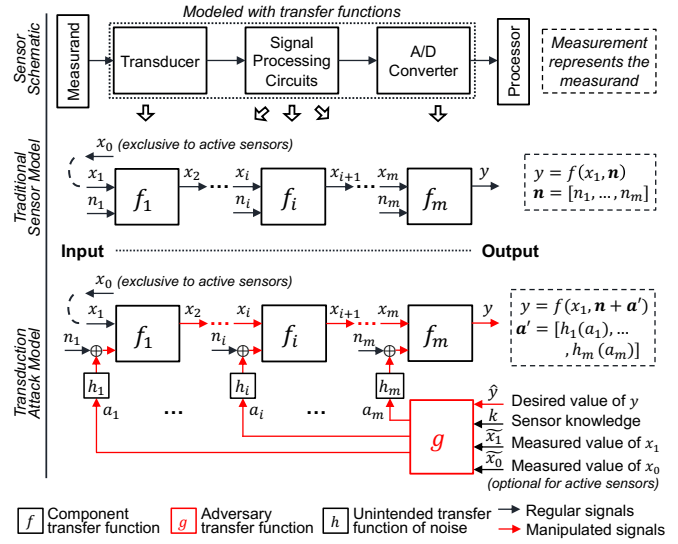 Modeled with transfer functions
Sensor
Schematic
Measurand
Transducer
Signal
Processing
Circuits
A/D
Converter
Processor
Measurement
represents the
measurand
Traditional
Sensor Model
x₀ (exclusive to active sensors)
x₁ x₂ xᵢ xᵢ₊₁ xₘ y
n₁ f₁ nᵢ fᵢ nₘ fₘ
y = f(x₁, n)
n = [n₁, ..., nₘ]
Input Output
Transduction
Attack Model
x₀ (exclusive to active sensors)
x₁ x₂ xᵢ xᵢ₊₁ xₘ y
n₁ f₁ nᵢ fᵢ nₘ fₘ
y = f(x₁, n + a′)
a′ = [h₁(a₁), ...
, hₘ(aₘ)]
h₁ hᵢ hₘ
a₁ ... aᵢ ... aₘ
g
ŷ Desired value of y
k Sensor knowledge
x̃₁ Measured value of x₁
x̃₀ Measured value of x₀
(optional for active sensors)
f Component
transfer function
g Adversary
transfer function
h Unintended transfer
function of noise
Regular signals
Manipulated signals